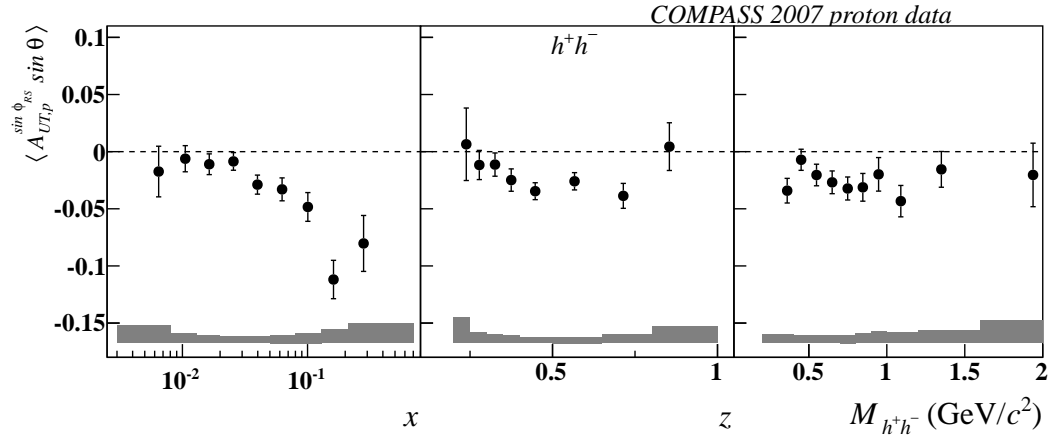 COMPASS 2007 proton data
⟨ A_{UT,p}^{sin ϕ_{RS}} sin θ ⟩
0.1
0.05
0
-0.05
-0.1
-0.15
h⁺h⁻
10⁻² 10⁻¹
0.5 1
0.5 1 1.5 2
x
z
M_{h⁺h⁻} (GeV/c²)